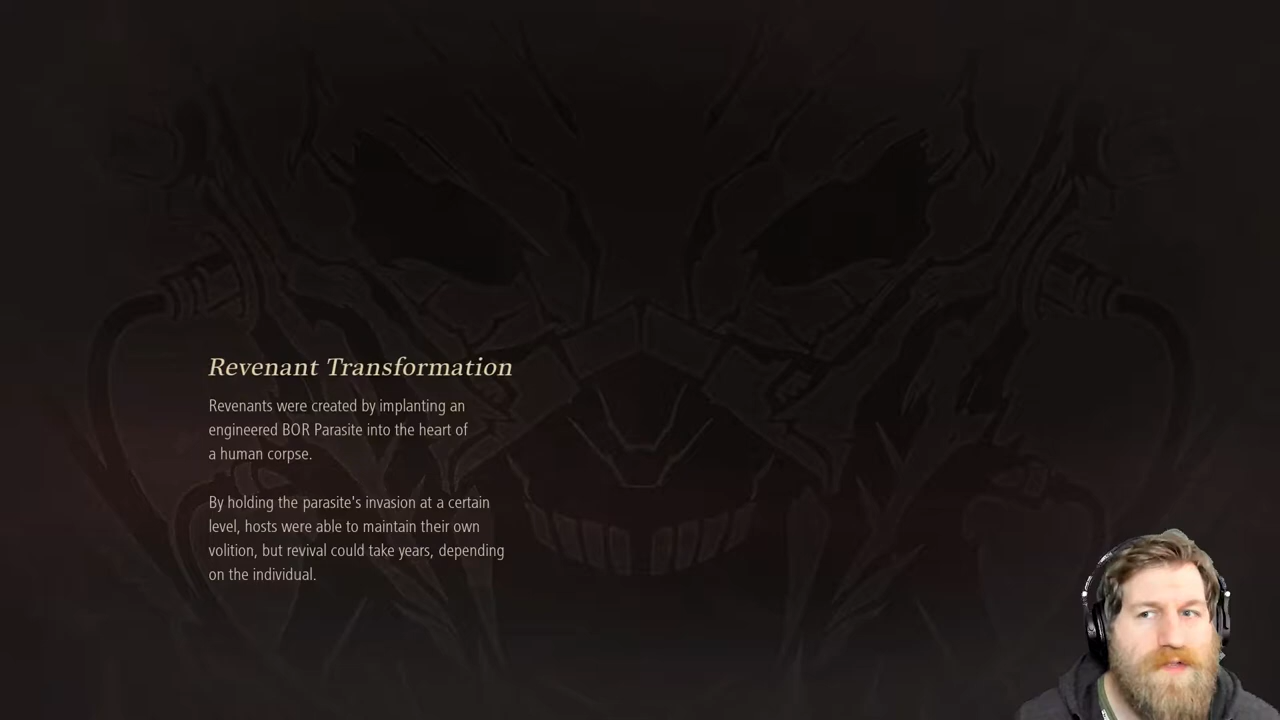 Revenant Transformation
Revenants were created by implanting an
engineered BOR Parasite into the heart of
a human corpse.
By holding the parasite's invasion at a certain
level, hosts were able to maintain their own
volition, but revival could take years, depending
on the individual.